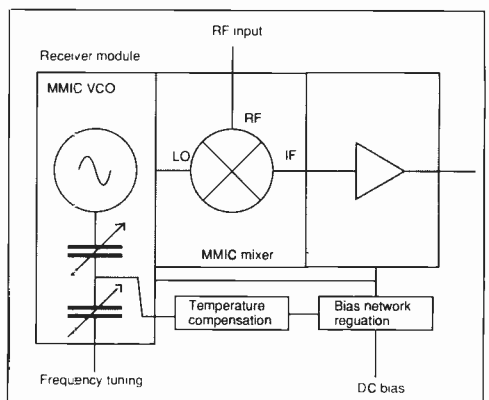 RF input
Receiver module
MMIC VCO
RF
LO
IF
MMIC mixer
Temperature
compensation
Bias network
reguation
Frequency tuning
DC bias